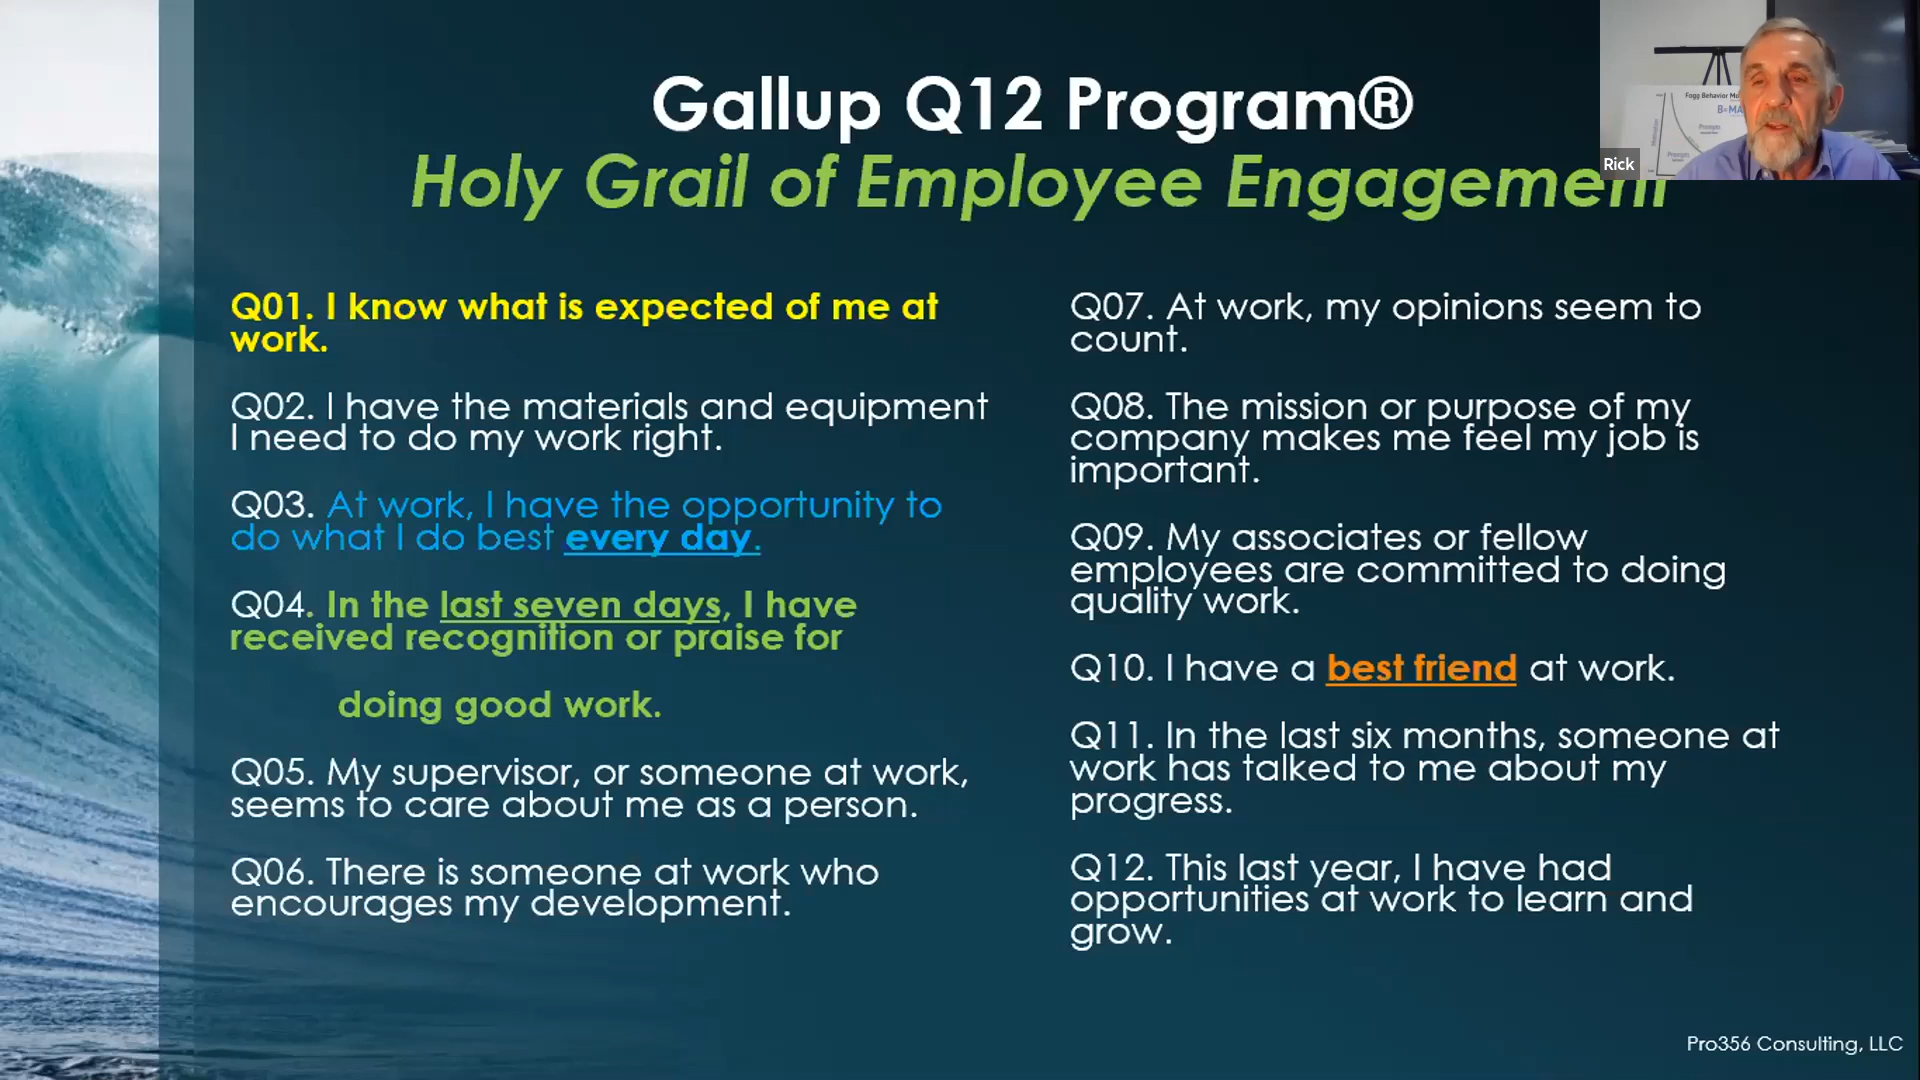 Gallup Q12 Program®
Holy Grail of Employee Engagement
Q01. I know what is expected of me at
work.
Q02. I have the materials and equipment
I need to do my work right.
Q03. At work, I have the opportunity to
do what I do best every day.
Q04. In the last seven days, I have
received recognition or praise for
doing good work.
Q05. My supervisor, or someone at work,
seems to care about me as a person.
Q06. There is someone at work who
encourages my development.
Q07. At work, my opinions seem to
count.
Q08. The mission or purpose of my
company makes me feel my job is
important.
Q09. My associates or fellow
employees are committed to doing
quality work.
Q10. I have a best friend at work.
Q11. In the last six months, someone at
work has talked to me about my
progress.
Q12. This last year, I have had
opportunities at work to learn and
grow.
Fogg Behavior
B=MA
Rick
Pro356 Consulting, LLC